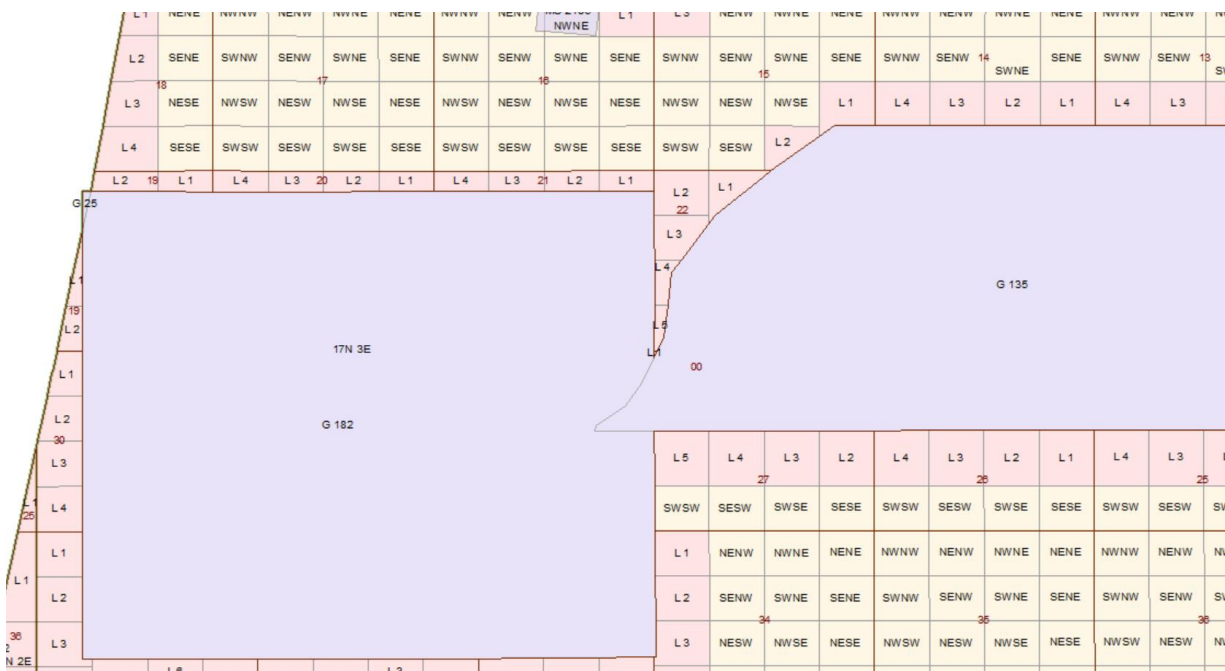 L 1 NENE NWNW NENW NWNE NENE NWNW NENW NWNE L 1 L 3 NENW NWNE NENE NWNW NENW NWNE NENE NWNW NENW
L 2 SENE SWNW SENW SWNE SENE SWNW SENW SWNE SENE SWNW SENW SWNE SENE SWNW SENW 14 SWNE SENE SWNW SENW 13
18 17 16 15
L 3 NESE NWSW NESW NWSE NESE NWSW NESW NWSE NESE NWSW NESW NWSE L 1 L 4 L 3 L 2 L 1 L 4 L 3
L 4 SESE SWSW SESW SWSE SESE SWSW SESW SWSE SESE SWSW SESW L 2
L 2 19 L 1 L 4 L 3 20 L 2 L 1 L 4 L 3 21 L 2 L 1 L 2 L 1
G 25 22
L 3
L 4
L 1 G 135
19
L 2 L 5
17N 3E L 1
00
L 1
L 2 G 182
30
L 3 L 5 L 4 L 3 L 2 L 4 L 3 L 2 L 1 L 4 L 3
27 26 25
L 1 L 4 SWSW SESW SWSE SESE SWSW SESW SWSE SESE SWSW SESW
25
L 1 L 1 NENW NWNE NENE NWNW NENW NWNE NENE NWNW NENW
L 1
L 2 L 2 SENW SWNE SENE SWNW SENW SWNE SENE SWNW SENW
34 35 36
36
L 3 L 3 NESW NWSE NESE NWSW NESW NWSE NESE NWSW NESW
2
N 2E